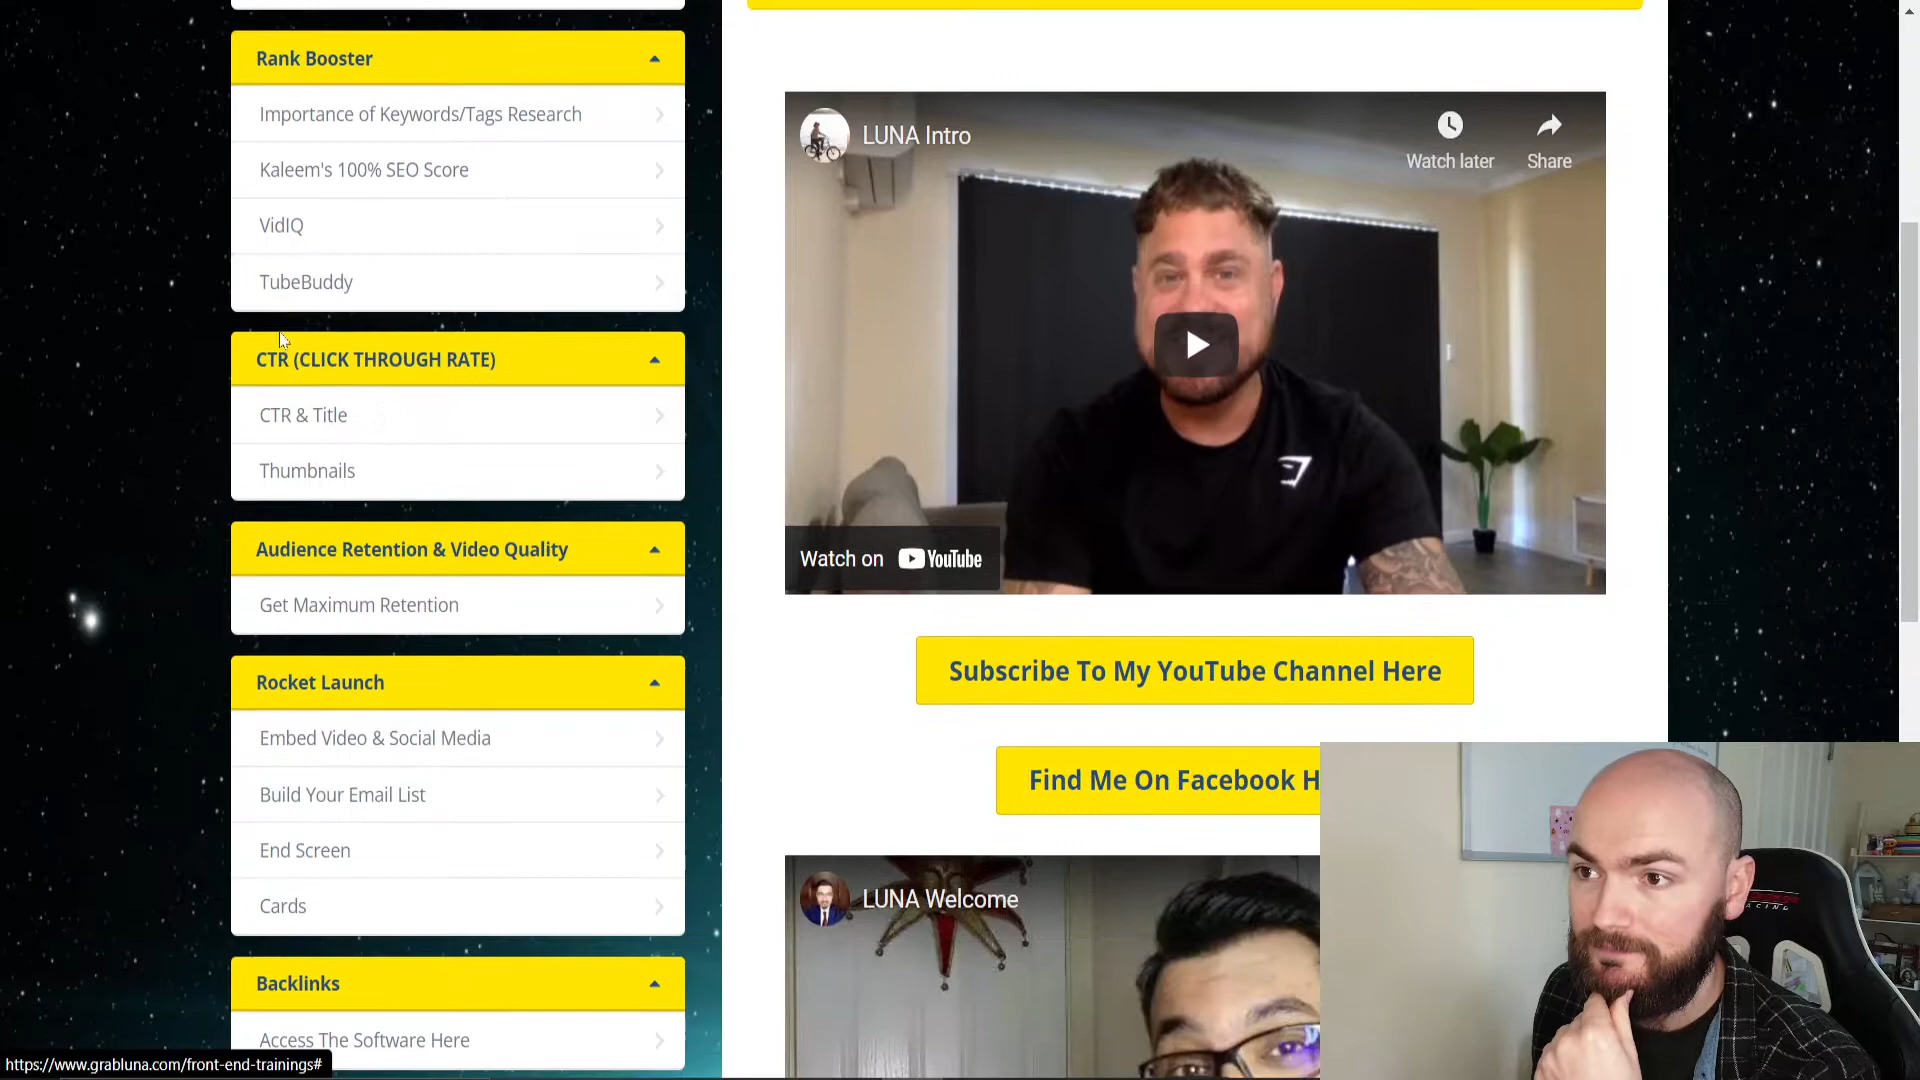 Rank Booster
Importance of Keywords/Tags Research
Kaleem's 100% SEO Score
VidIQ
TubeBuddy
CTR (CLICK THROUGH RATE)
CTR & Title
Thumbnails
Audience Retention & Video Quality
Get Maximum Retention
Rocket Launch
Embed Video & Social Media
Build Your Email List
End Screen
Cards
Backlinks
Access The Software Here
https://www.grabluna.com/front-end-trainings#
LUNA Intro
Watch later
Share
Watch on YouTube
Subscribe To My YouTube Channel Here
Find Me On Facebook H
LUNA Welcome